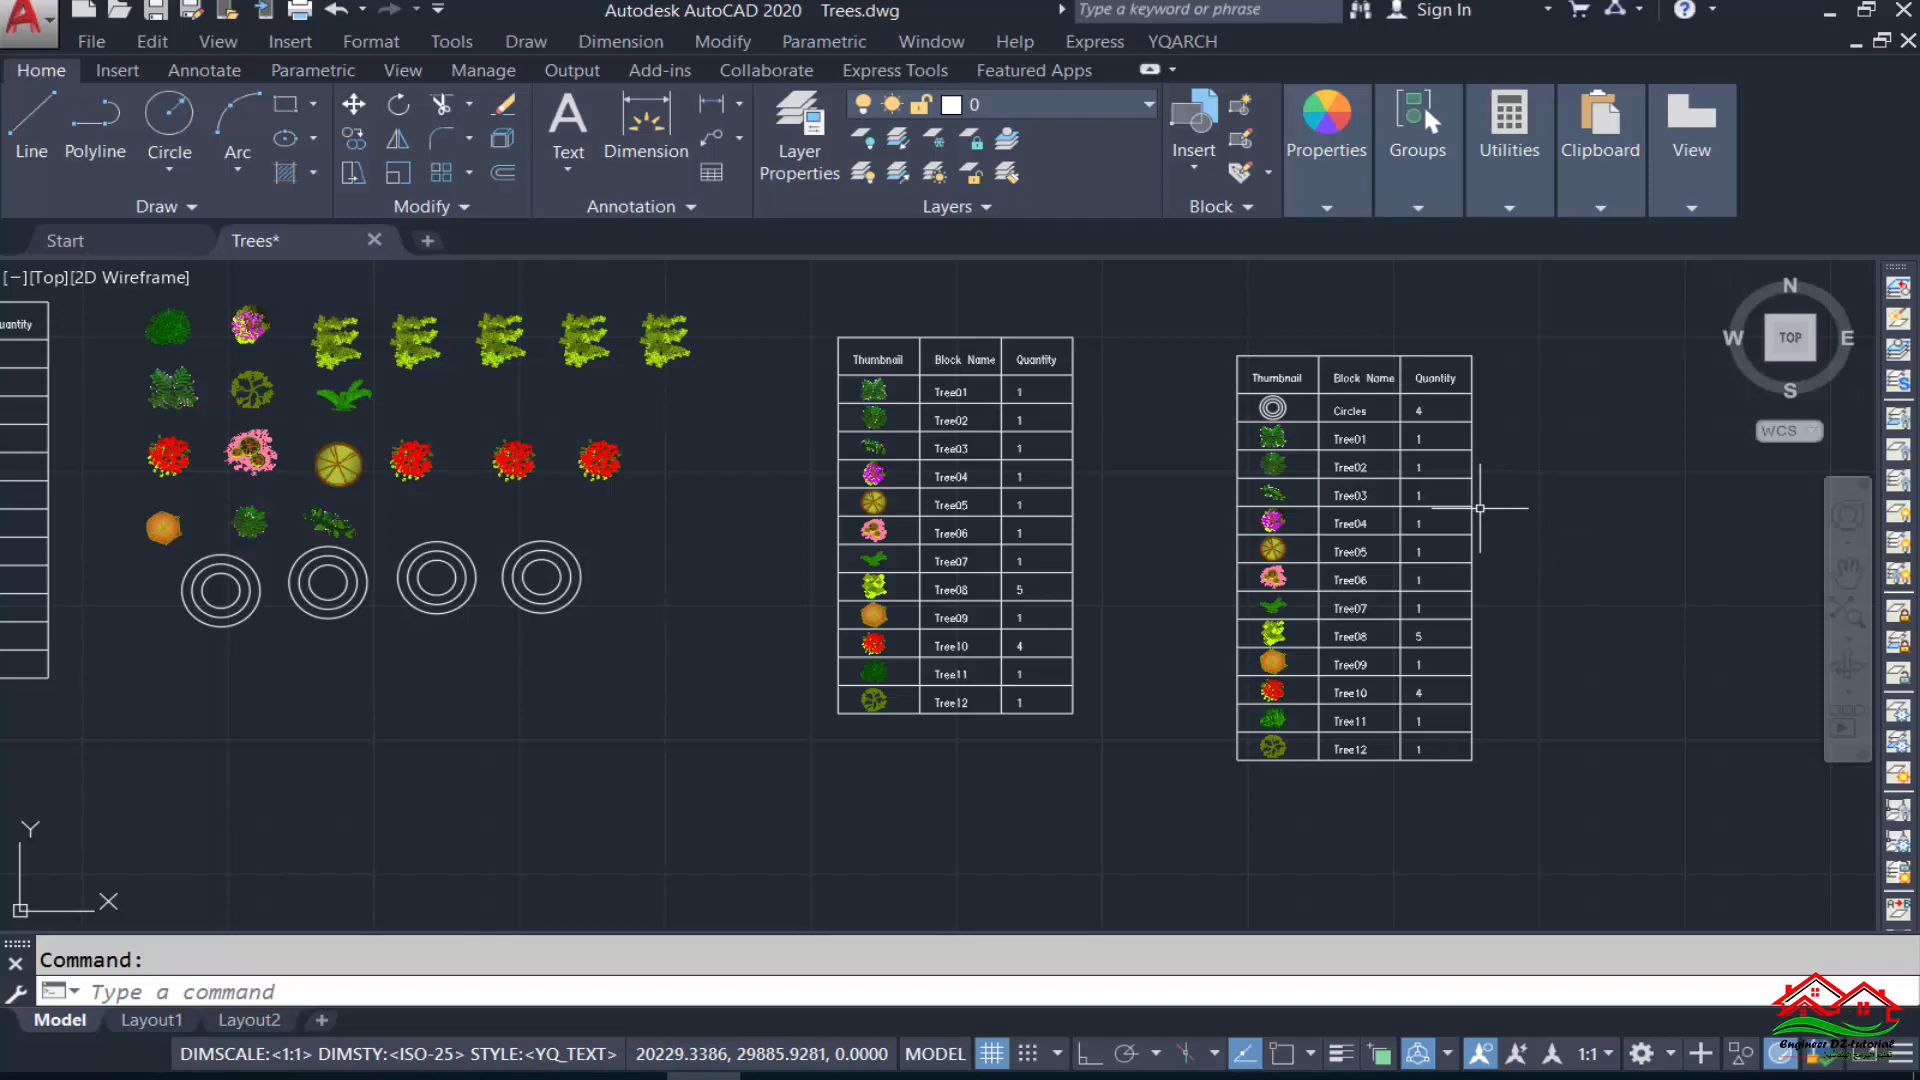 Autodesk AutoCAD 2020 Trees.dwg
Type a keyword or phrase
Sign In
File Edit View Insert Format Tools Draw Dimension Modify Parametric Window Help Express YQARCH
Home Insert Annotate Parametric View Manage Output Add-ins Collaborate Express Tools Featured Apps
0
Line Polyline Circle Arc
Text Dimension
Layer Properties
Insert
Properties Groups Utilities Clipboard View
Draw Modify Annotation Layers Block
Start Trees*
[−][Top][2D Wireframe]
N
W TOP E
S
WCS
uantity
Thumbnail Block Name Quantity
Tree01 1
Tree02 1
Tree03 1
Tree04 1
Tree05 1
Tree06 1
Tree07 1
Tree08 5
Tree09 1
Tree10 4
Tree11 1
Tree12 1
Thumbnail Block Name Quantity
Circles 4
Tree01 1
Tree02 1
Tree03 1
Tree04 1
Tree05 1
Tree06 1
Tree07 1
Tree08 5
Tree09 1
Tree10 4
Tree11 1
Tree12 1
Y
X
Command:
Type a command
Model Layout1 Layout2
DIMSCALE:<1:1> DIMSTY:<ISO-25> STYLE:<YQ_TEXT> 20229.3386, 29885.9281, 0.0000 MODEL 1:1
Engineer DZ-tutorial